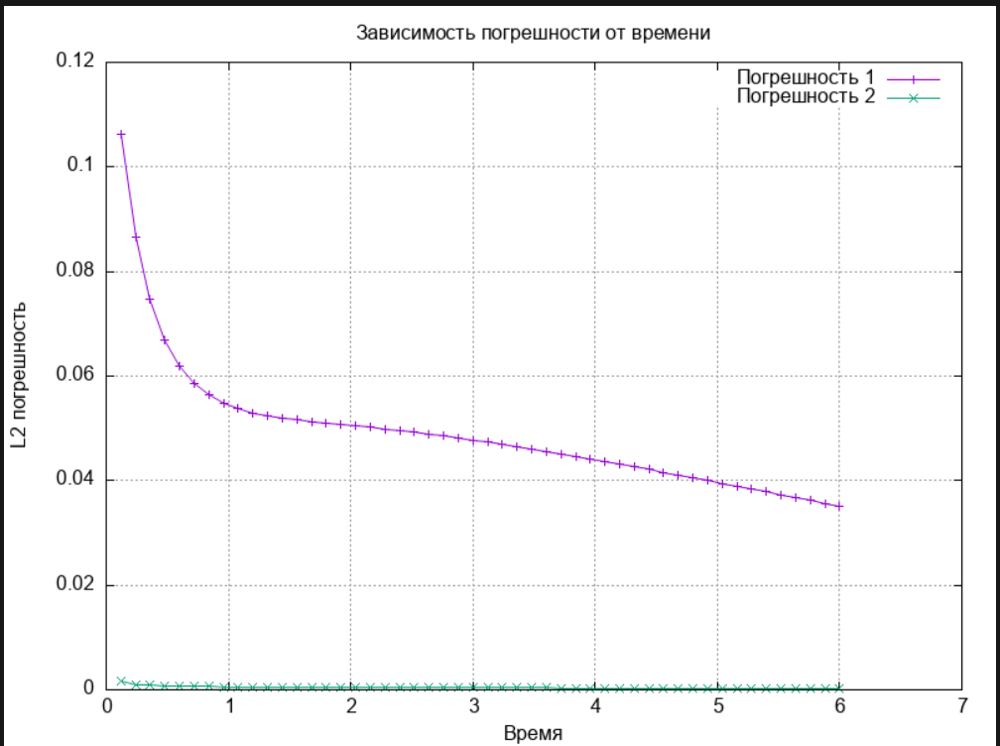 Зависимость погрешности от времени
Погрешность 1
Погрешность 2
0.12
0.1
0.08
0.06
0.04
0.02
0
L2 погрешность
0 1 2 3 4 5 6 7
Время